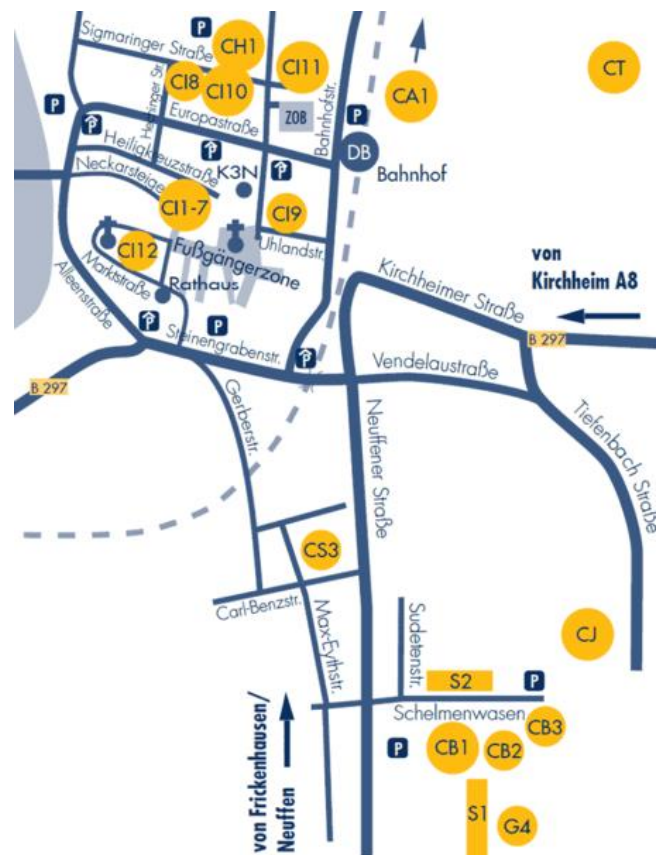 P
CH1
Sigmaringer Straße
CI11
CI8
CI10
CA1
CT
Hechinger Str.
Europastraße
ZOB
Bahnhofstr.
P
P
P
Heiligkreuzstraße
P
P
DB
Bahnhof
Neckarsteige
K3N
CI1-7
CI9
Uhlandstr.
CI12
Fußgängerzone
Marktstraße
Rathaus
Alleenstraße
von
Kirchheim A8
Kirchheimer Straße
B 297
P
P
Steinengrabenstr.
P
Vendelaustraße
B 297
Gerberstr.
Neuffener Straße
Tiefenbach Straße
CS3
Carl-Benzstr.
Max-Eythstr.
Sudetenstr.
CJ
S2
P
Schelmenwasen
CB3
P
CB1
CB2
S1
G4
von Frickenhausen/
Neuffen